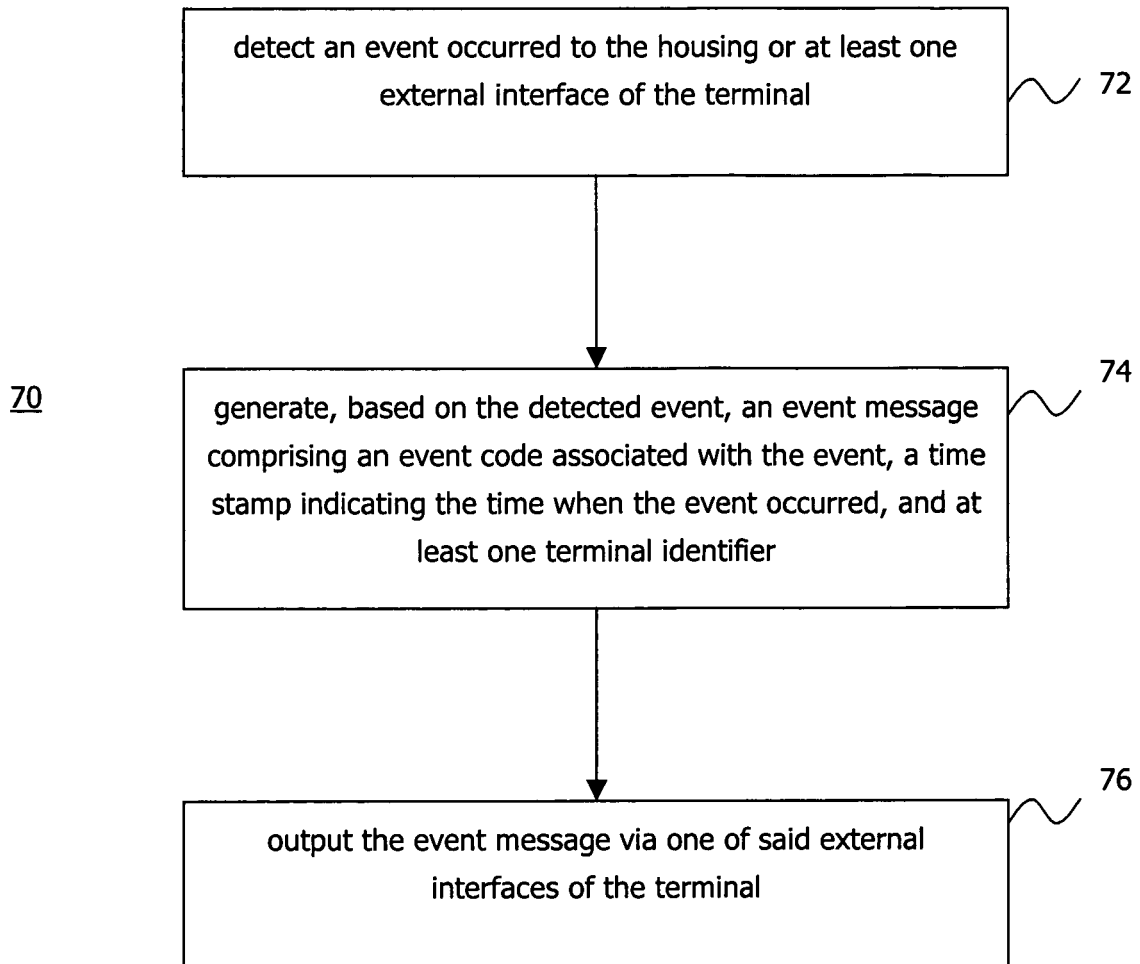 detect an event occurred to the housing or at least one
external interface of the terminal
72
70
generate, based on the detected event, an event message
comprising an event code associated with the event, a time
stamp indicating the time when the event occurred, and at
least one terminal identifier
74
output the event message via one of said external
interfaces of the terminal
76